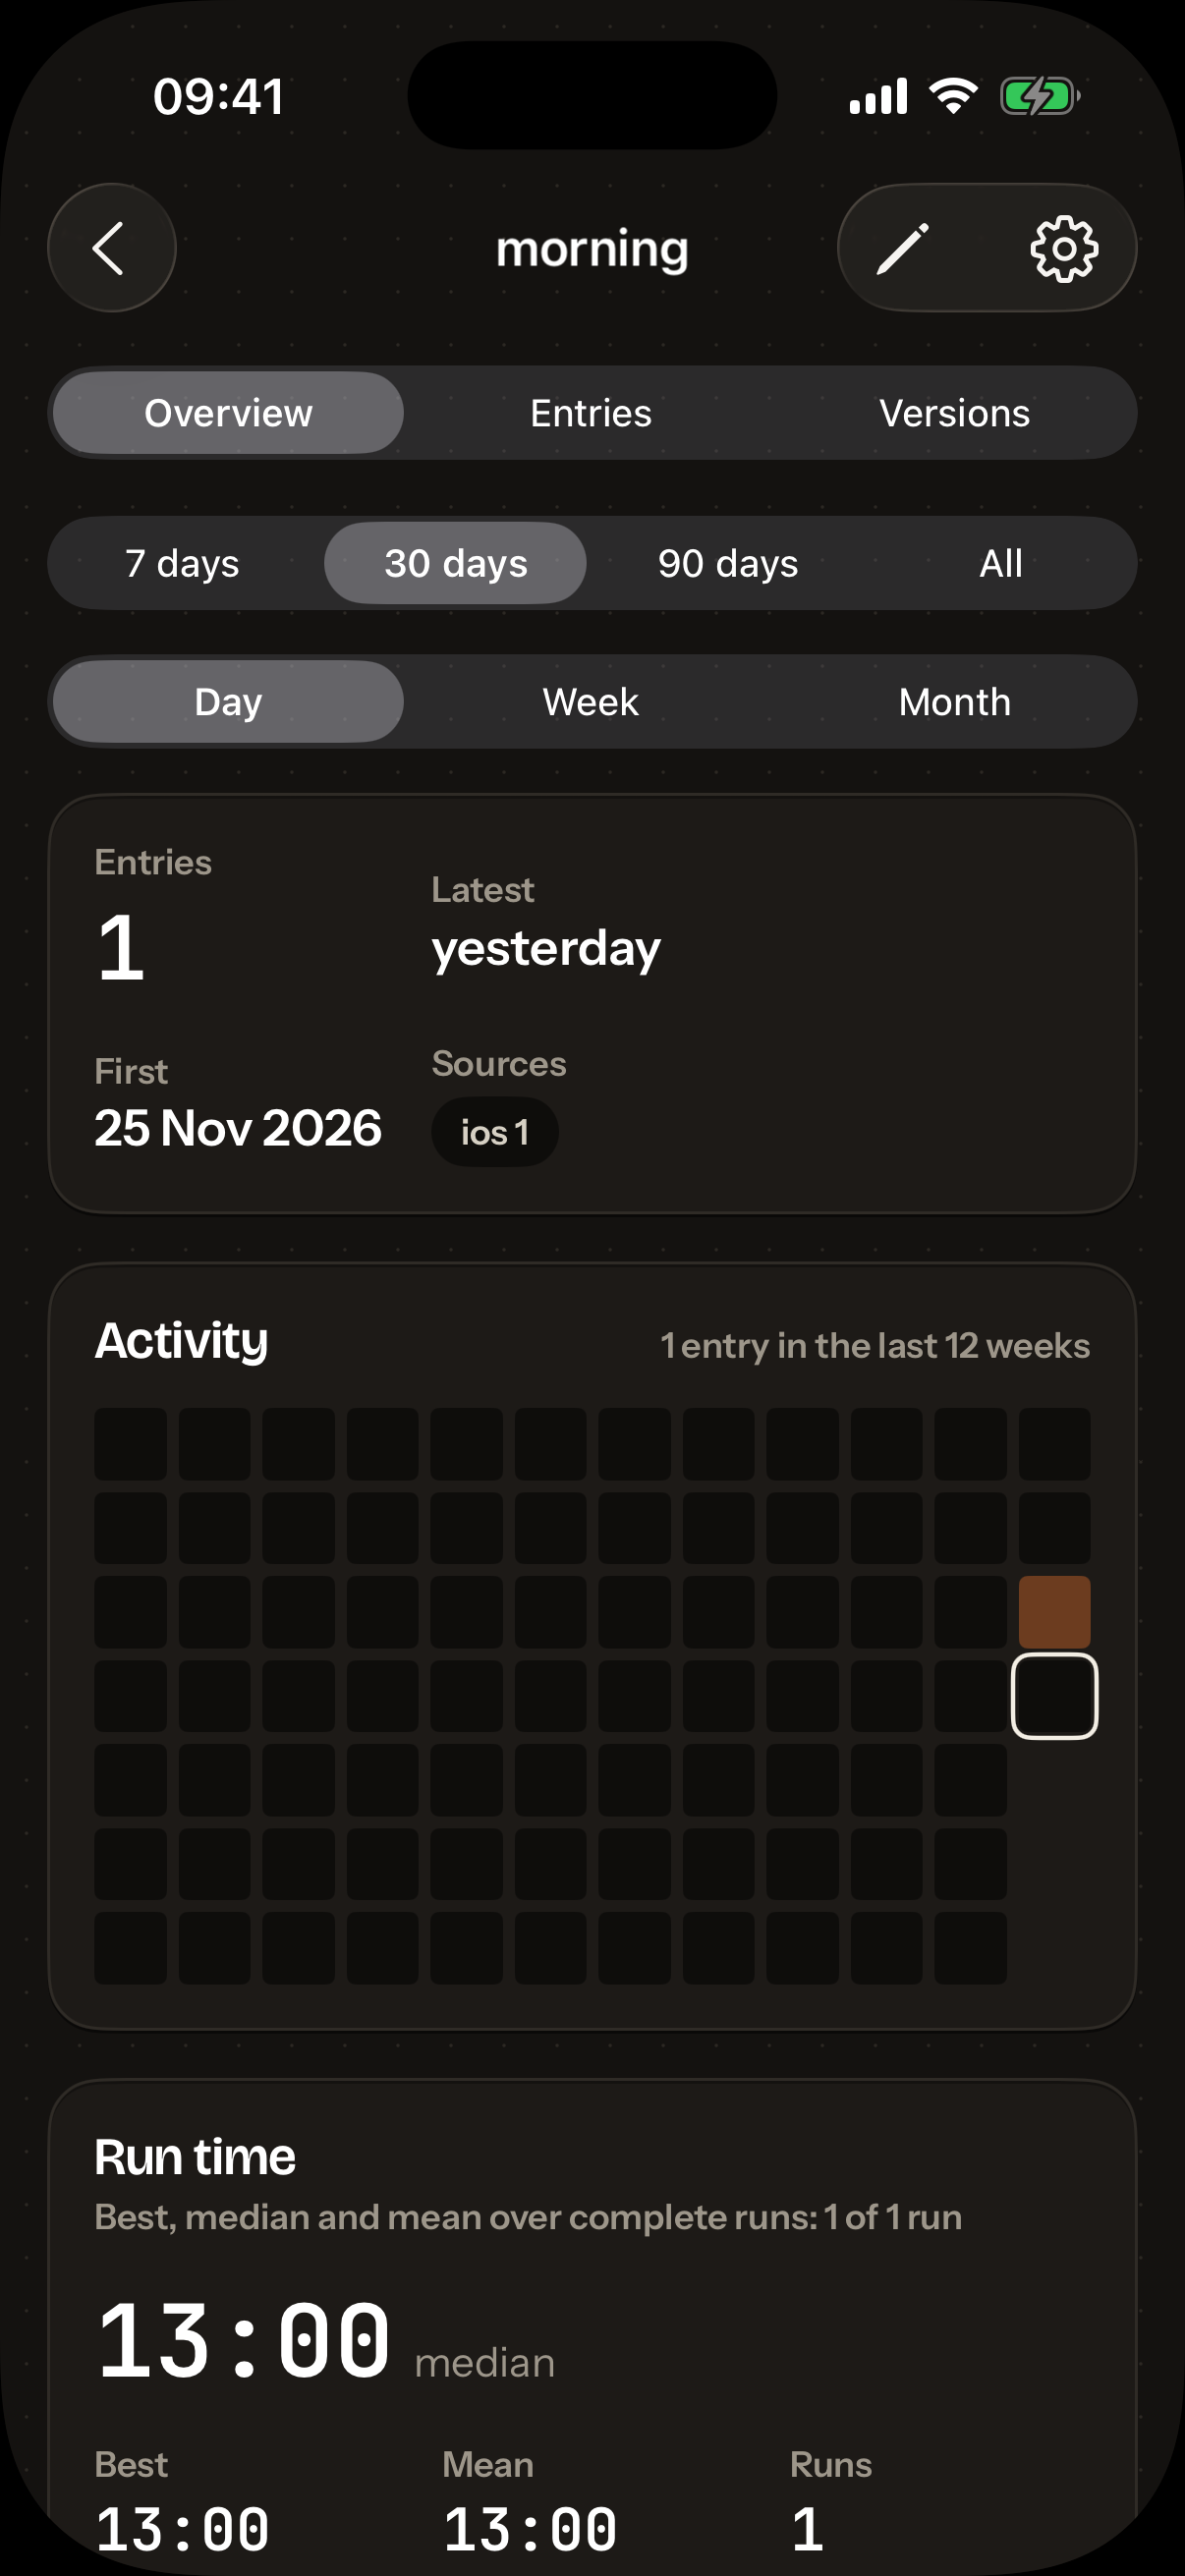 09:41
morning
Overview Entries Versions
7 days 30 days 90 days All
Day Week Month
Entries
1
Latest
yesterday
First
25 Nov 2026
Sources
ios 1
Activity
1 entry in the last 12 weeks
Run time
Best, median and mean over complete runs: 1 of 1 run
13:00 median
Best Mean Runs
13:00 13:00 1